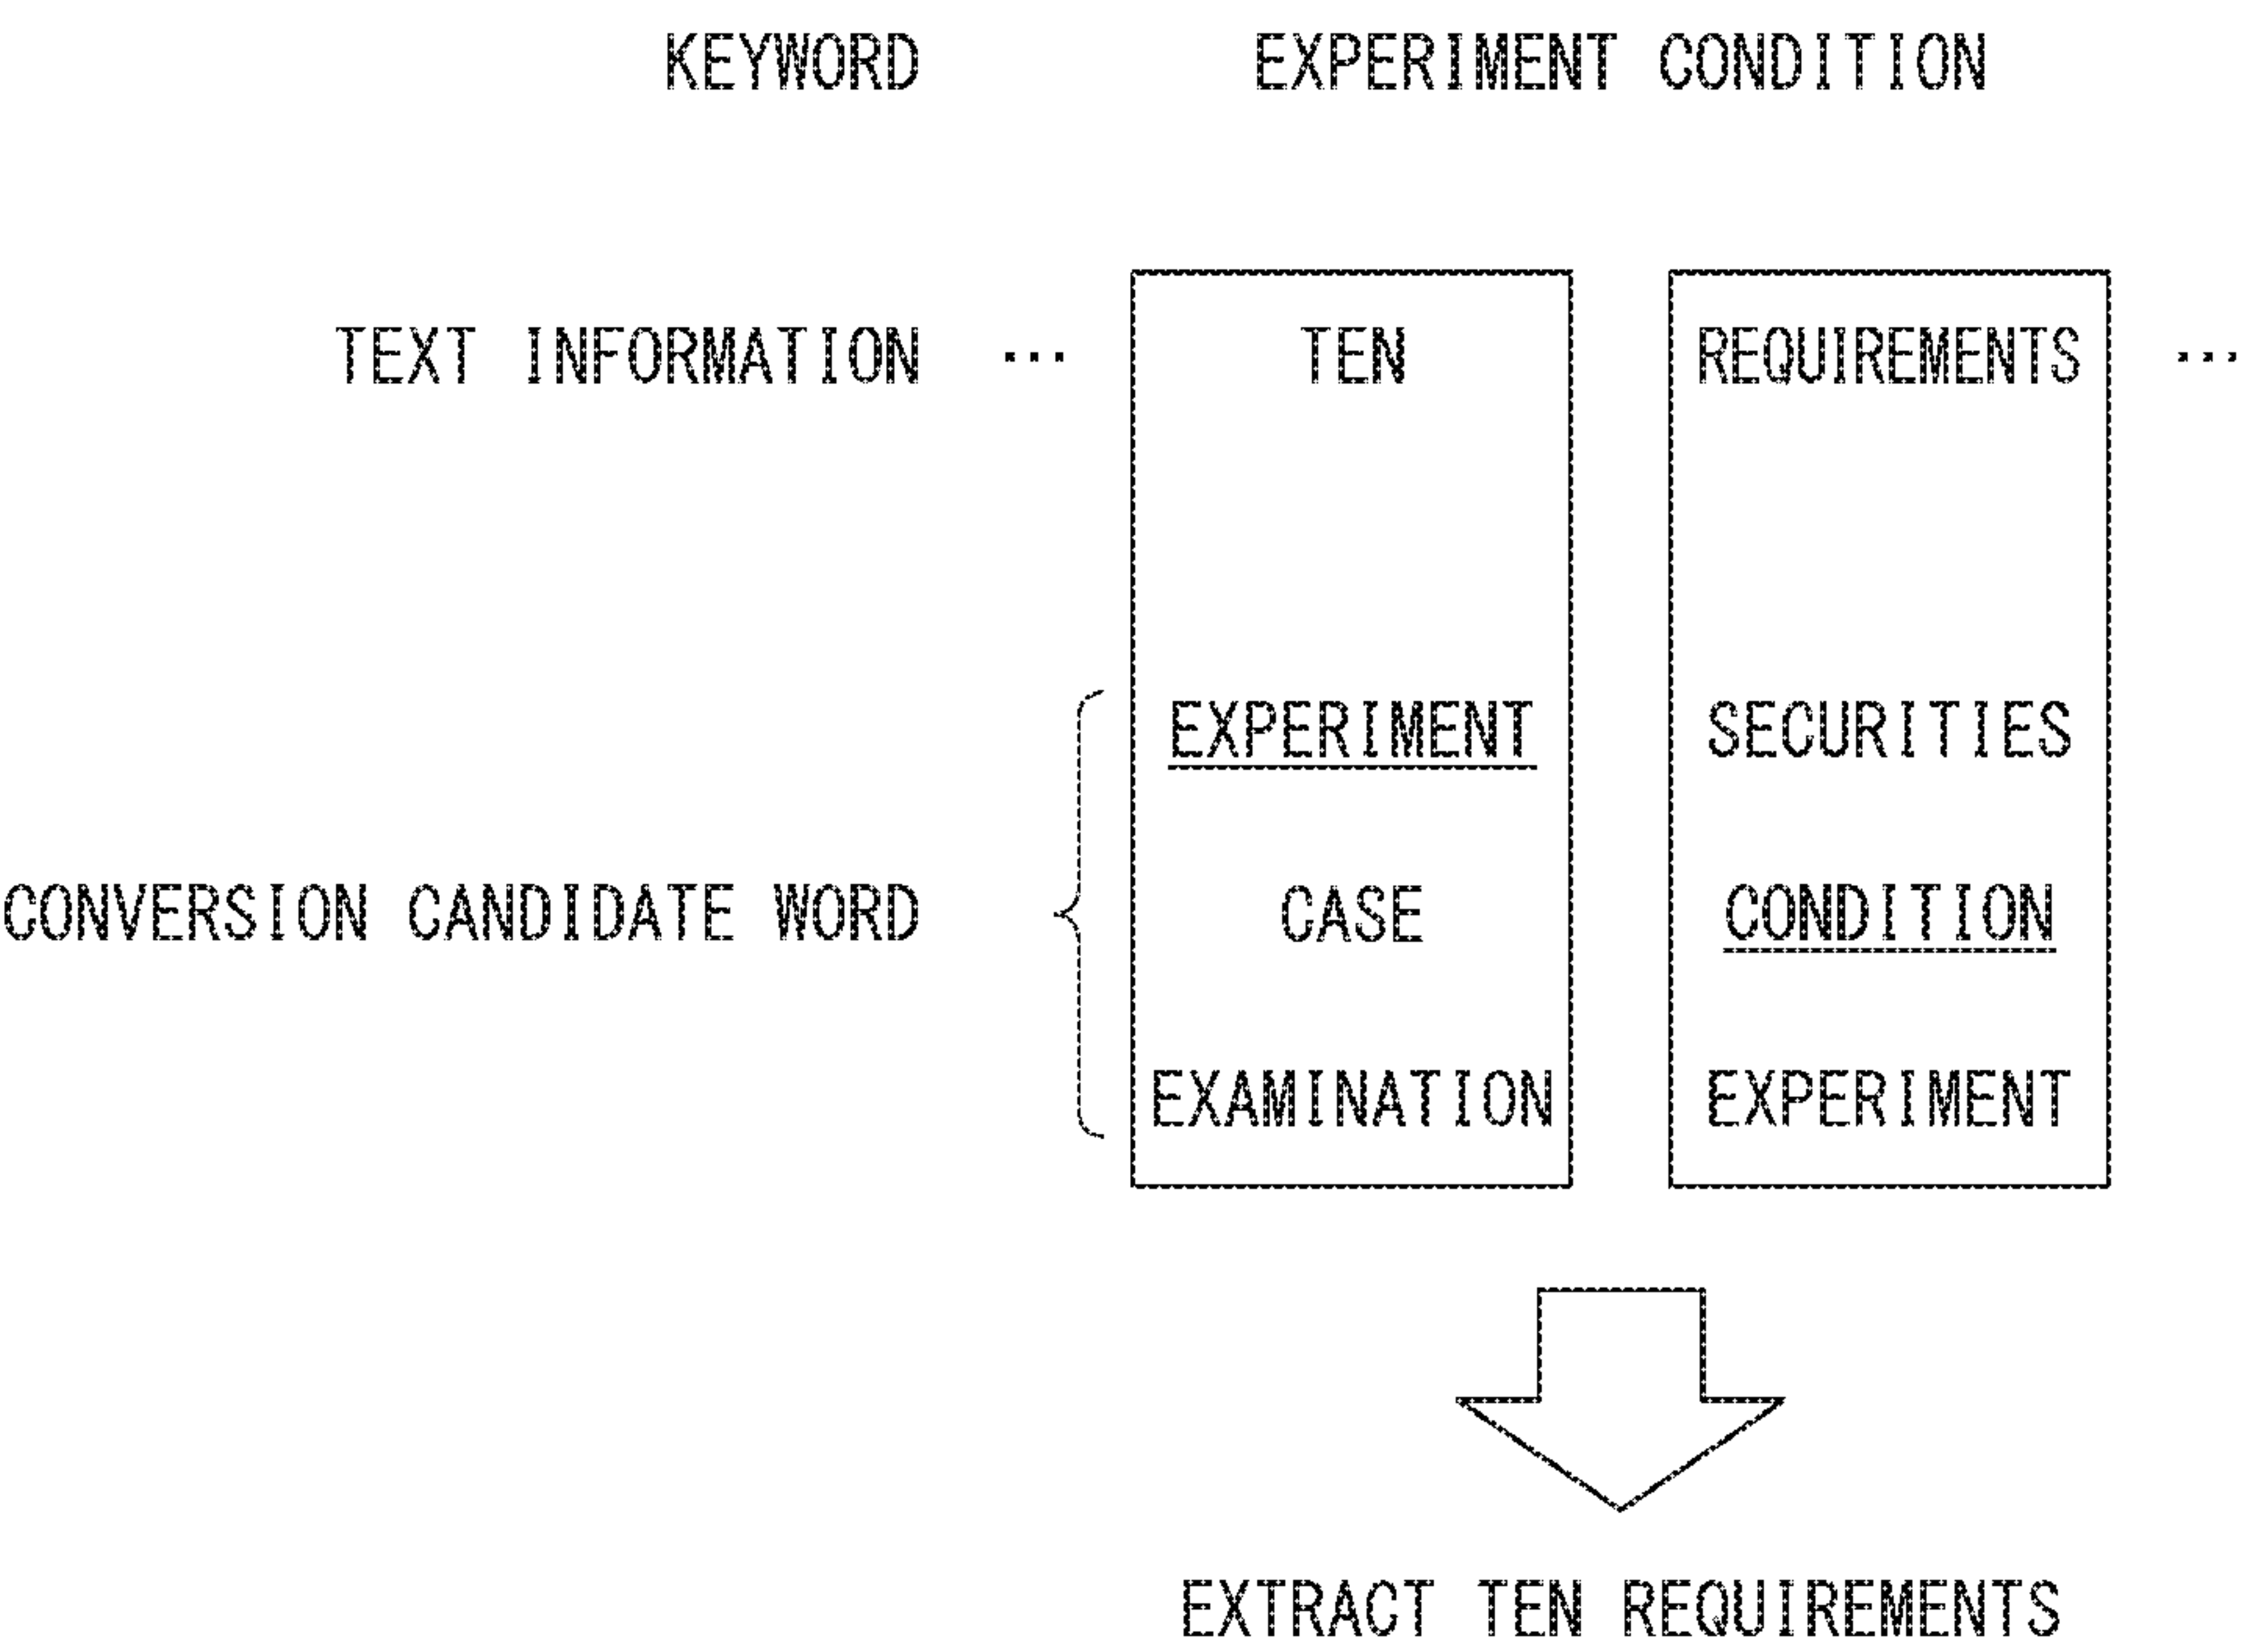 KEYWORD EXPERIMENT CONDITION
TEXT INFORMATION ... TEN REQUIREMENTS ...
EXPERIMENT SECURITIES
CONVERSION CANDIDATE WORD CASE CONDITION
EXAMINATION EXPERIMENT
EXTRACT TEN REQUIREMENTS